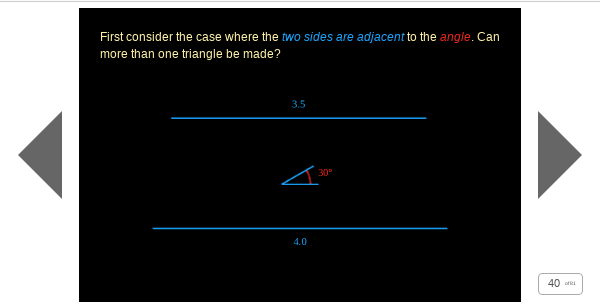 First consider the case where the two sides are adjacent to the angle. Can
more than one triangle be made?
3.5
30°
4.0
40 of 81